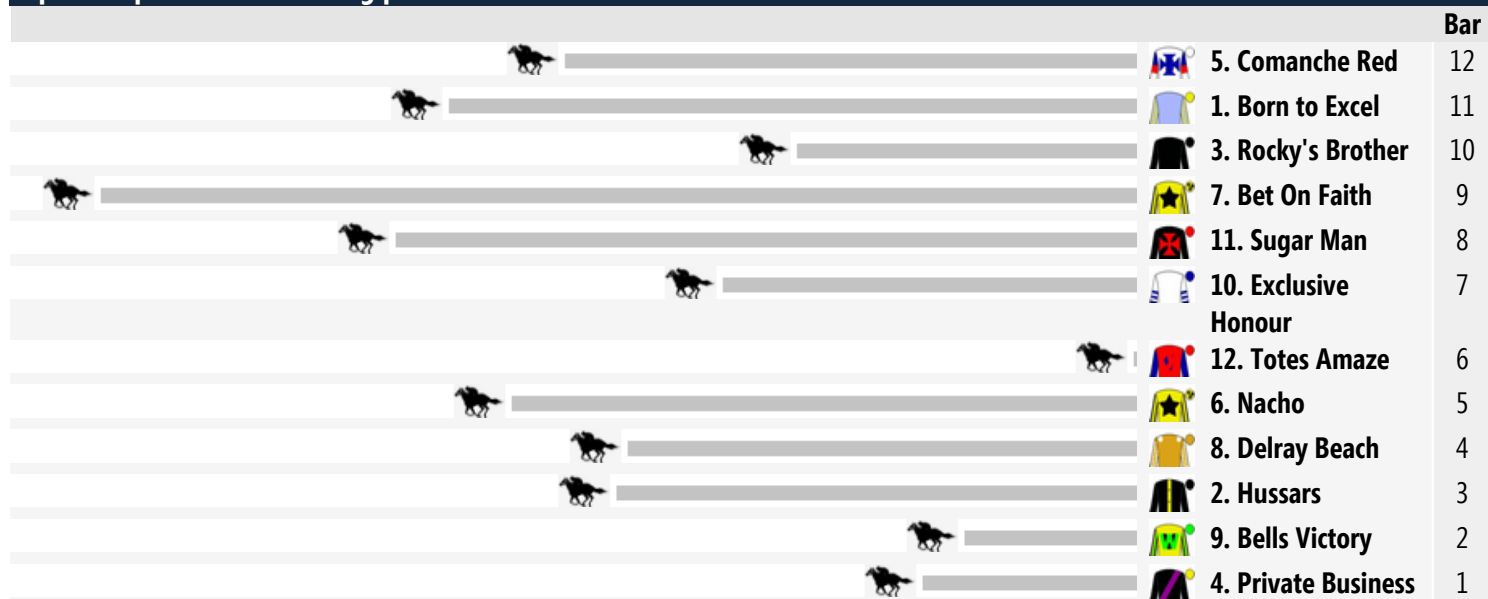 Bar
5. Comanche Red 12
1. Born to Excel 11
3. Rocky's Brother 10
7. Bet On Faith 9
11. Sugar Man 8
10. Exclusive 7
Honour
12. Totes Amaze 6
6. Nacho 5
8. Delray Beach 4
2. Hussars 3
9. Bells Victory 2
4. Private Business 1